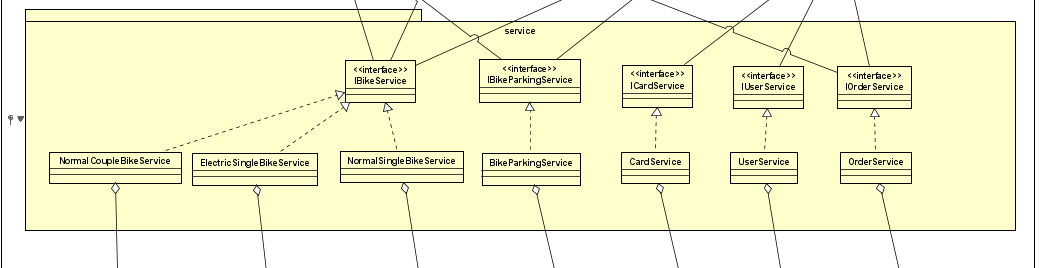 service
<<interface>>
IBikeService
<<interface>>
IBikeParkingService
<<interface>>
ICardService
<<interface>>
IUserService
<<interface>>
IOrderService
NormalCoupleBikeService
ElectricSingleBikeService
NormalSingleBikeService
BikeParkingService
CardService
UserService
OrderService